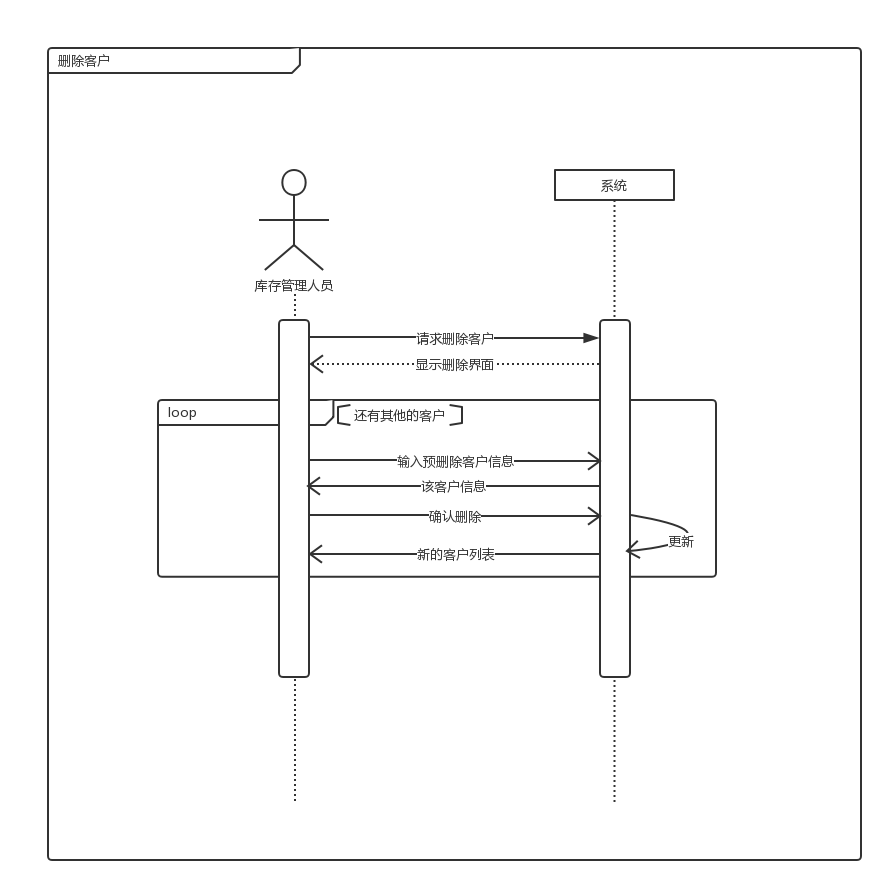 删除客户
系统
库存管理人员
请求删除客户
显示删除界面
loop
还有其他的客户
输入预删除客户信息
该客户信息
确认删除
更新
新的客户列表